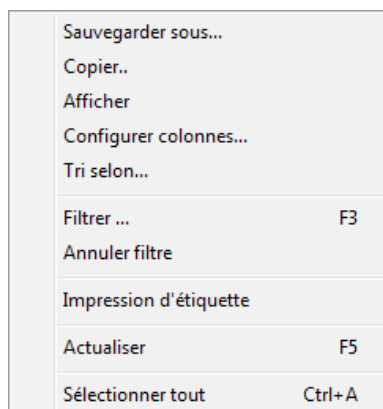 Sauvegarder sous...
Copier..
Afficher
Configurer colonnes...
Tri selon...
Filtrer ... F3
Annuler filtre
Impression d'étiquette
Actualiser F5
Sélectionner tout Ctrl+A